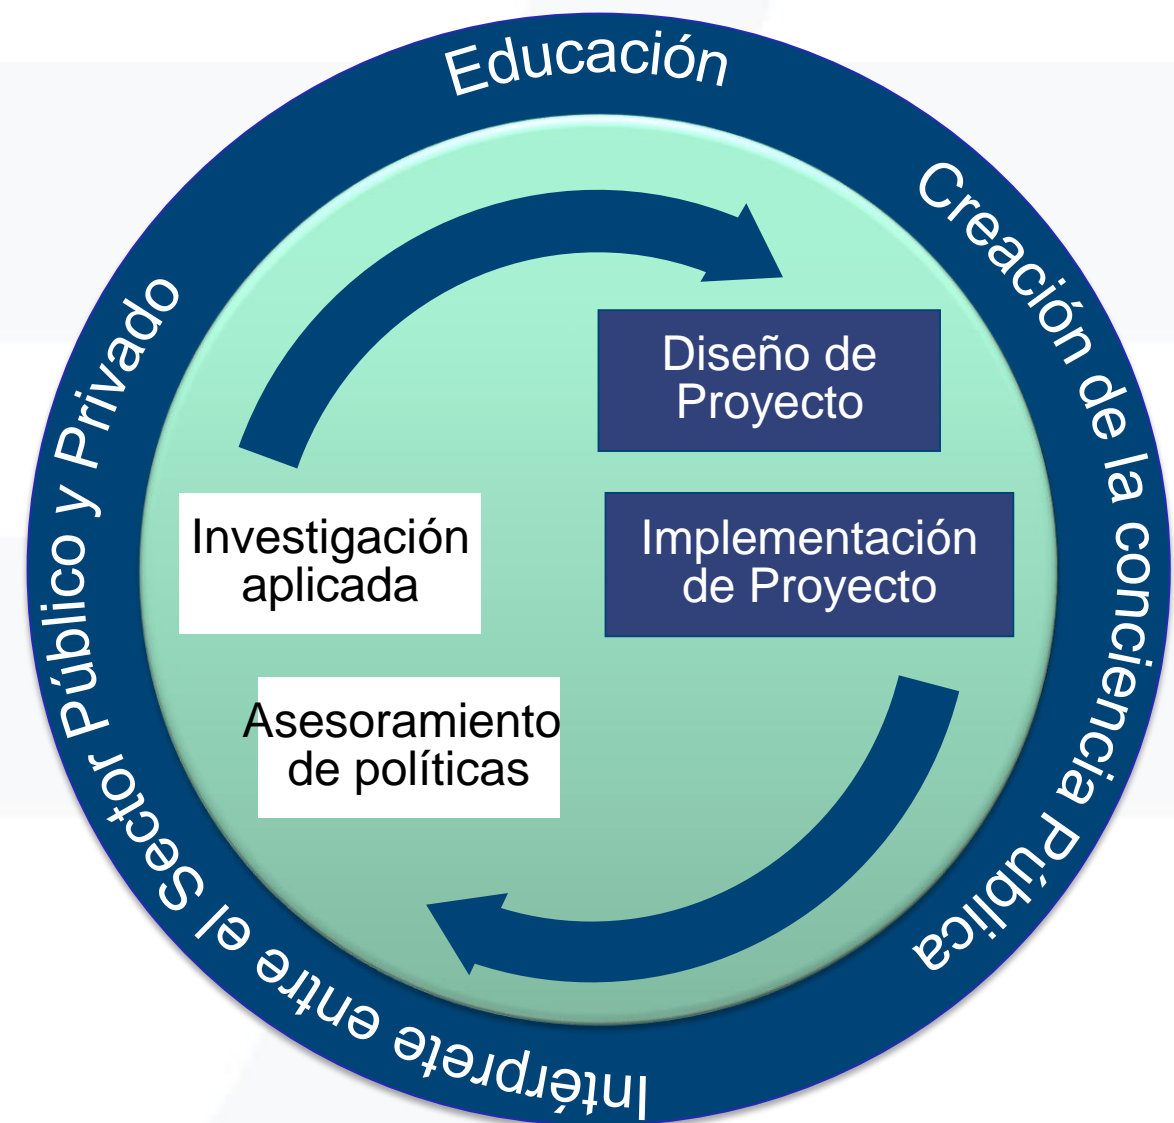 Educación
Creación de la conciencia Pública
Intérprete entre el Sector Público y Privado
Diseño de
Proyecto
Implementación
de Proyecto
Investigación
aplicada
Asesoramiento
de políticas